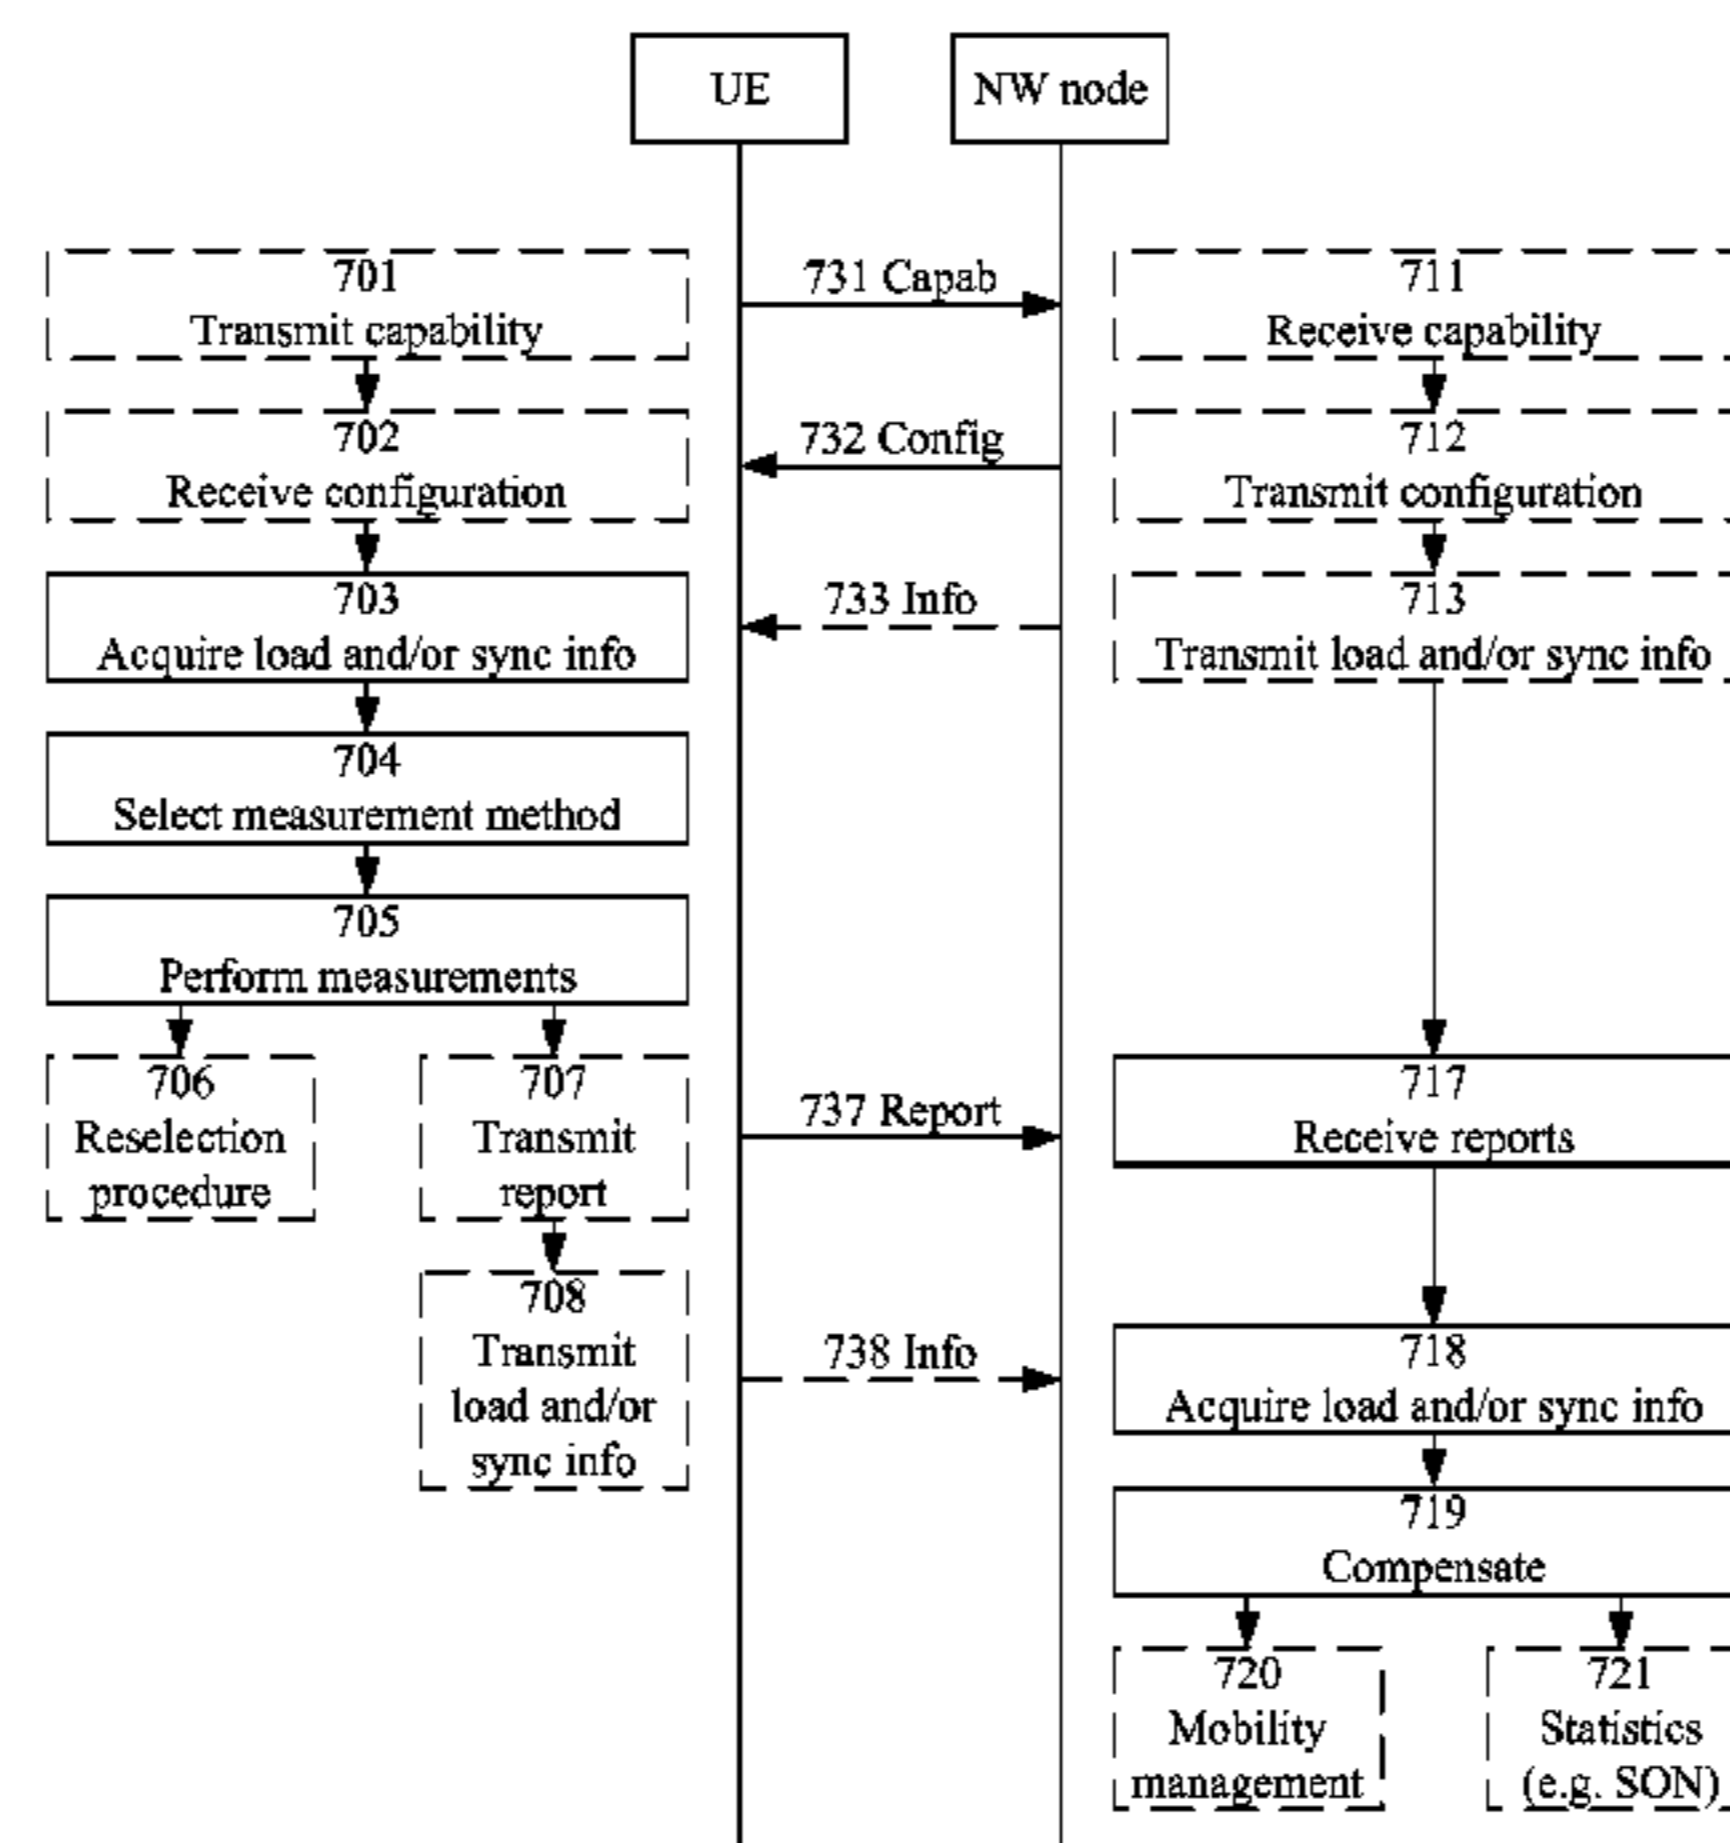 UE
NW node
701
Transmit capability
731 Capab
711
Receive capability
702
Receive configuration
732 Config
712
Transmit configuration
703
Acquire load and/or sync info
733 Info
713
Transmit load and/or sync info
704
Select measurement method
705
Perform measurements
706
Reselection
procedure
707
Transmit
report
737 Report
717
Receive reports
708
Transmit
load and/or
sync info
738 Info
718
Acquire load and/or sync info
719
Compensate
720
Mobility
management
721
Statistics
(e.g. SON)